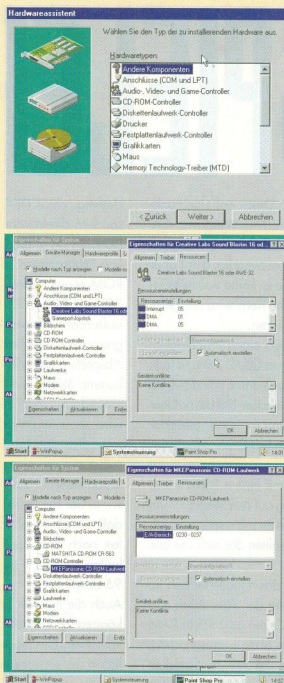 Hardwareassistent
Wählen Sie den Typ der zu installierenden Hardware aus.
Hardwaretypen:
Andere Komponenten
Anschlüsse (COM und LPT)
Audio-, Video- und Game-Controller
CD-ROM-Controller
Diskettenlaufwerk-Controller
Drucker
Festplattenlaufwerk-Controller
Grafikkarten
Maus
Memory Technology-Treiber (MTD)
< Zurück
Weiter >
Abbrechen
Eigenschaften für System
Allgemein
Geräte-Manager
Hardwareprofile
Modelle nach Typ anzeigen
Computer
Andere Komponenten
Anschlüsse (COM und LPT)
Audio-, Video- und Game-Controller
Creative Labs Sound Blaster 16 od
Gameport-Joystick
Bildschirm
CD-ROM
CD-ROM-Controller
Diskettenlaufwerk-Controller
Festplattenlaufwerk-Controller
Grafikkarten
Laufwerke
Maus
Modem
Netzwerkkarten
Eigenschaften
Aktualisieren
Eigenschaften für Creative Labs Sound Blaster 16 od...
Allgemein
Treiber
Ressourcen
Creative Labs Sound Blaster 16 oder AWE-32
Ressourceneinstellungen:
Ressourcentyp
Einstellung
Interrupt 05
DMA 01
DMA 05
Automatisch einstellen
Gerätekonflikte:
Keine Konflikte.
OK
Abbrechen
Start
WinPopup
Systemsteuerung
Paint Shop Pro
14:01
Eigenschaften für System
Allgemein
Geräte-Manager
Hardwareprofile
Modelle nach Typ anzeigen
Computer
Andere Komponenten
Anschlüsse (COM und LPT)
Audio-, Video- und Game-Controller
Bildschirm
CD-ROM
MATSHITA CD-ROM CR-563
CD-ROM-Controller
MKEPanasonic CD-ROM-Laufwerk
Diskettenlaufwerk-Controller
Festplattenlaufwerk-Controller
Grafikkarten
Laufwerke
Maus
Modem
Netzwerkkarten
Eigenschaften
Aktualisieren
Eigenschaften für MKEPanasonic CD-ROM-Laufwerk
Allgemein
Treiber
Ressourcen
MKEPanasonic CD-ROM-Laufwerk
Ressourceneinstellungen:
Ressourcentyp
Einstellung
E/A-Bereich 0230 - 0237
Automatisch einstellen
Gerätekonflikte:
Keine Konflikte.
OK
Abbrechen
Start
WinPopup
Systemsteuerung
Paint Shop Pro
14:02